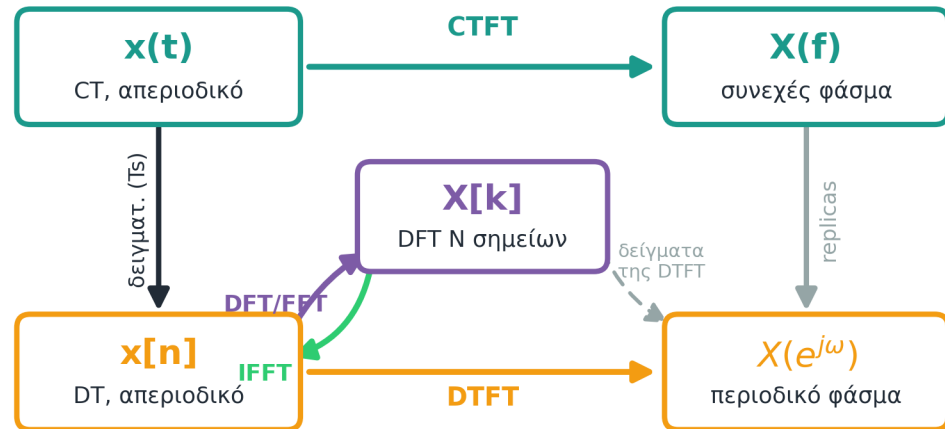 x(t)
CT, απεριοδικό
CTFT
X(f)
συνεχές φάσμα
δειγματ. (Ts)
X[k]
DFT N σημείων
δείγματα
της DTFT
replicas
DFT/FFT
x[n]
DT, απεριοδικό
IFFT
DTFT
X(e^{jω})
περιοδικό φάσμα